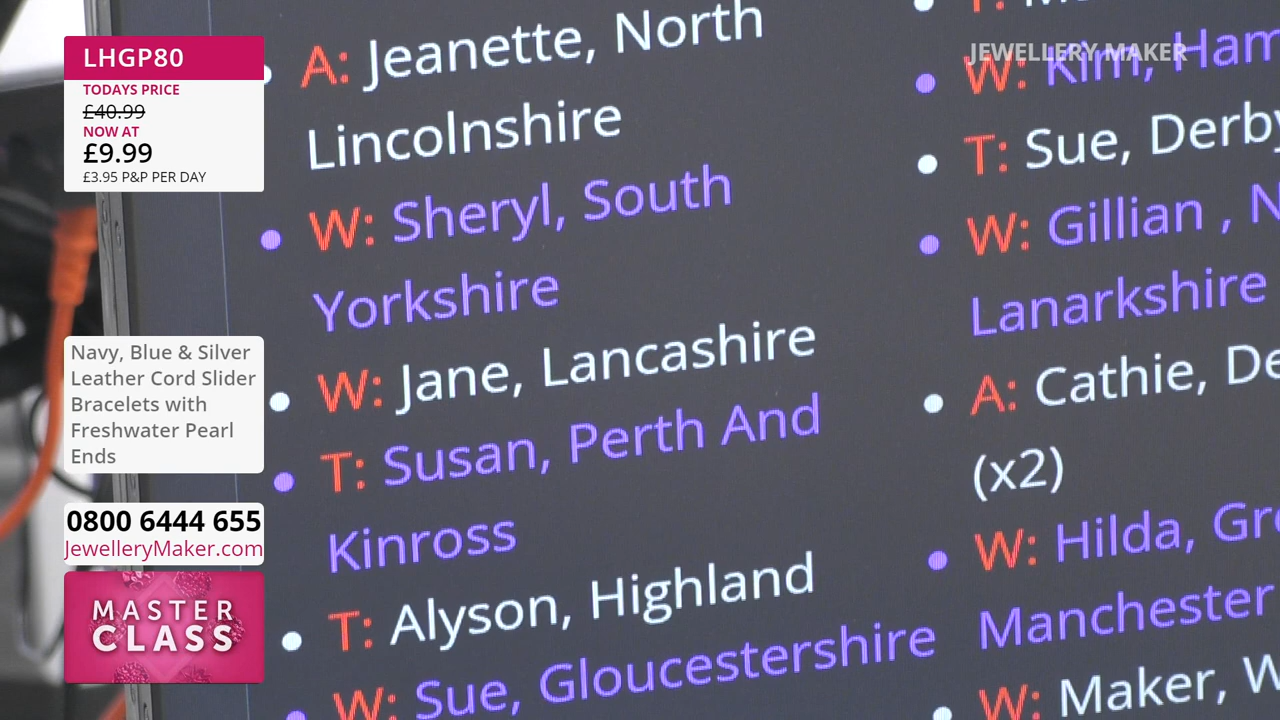 LHGP80
TODAYS PRICE
£40.99
NOW AT
£9.99
£3.95 P&P PER DAY
Navy, Blue & Silver
Leather Cord Slider
Bracelets with
Freshwater Pearl
Ends
0800 6444 655
JewelleryMaker.com
MASTER
CLASS
A: Jeanette, North
Lincolnshire
W: Sheryl, South
Yorkshire
W: Jane, Lancashire
T: Susan, Perth And
Kinross
T: Alyson, Highland
W: Sue, Gloucestershire
JEWELLERY MAKER
T:
W: Kim,
T: Sue,
W: Gillian ,
Lanarkshire
A: Cathie,
(x2)
W: Hilda,
Manchester
W: Maker,